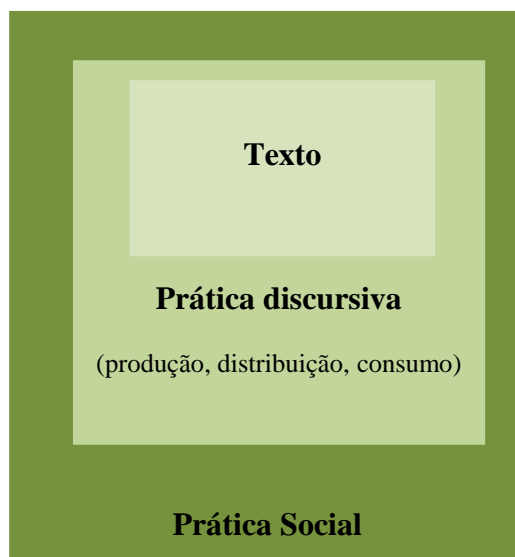 Texto
Prática discursiva
(produção, distribuição, consumo)
Prática Social